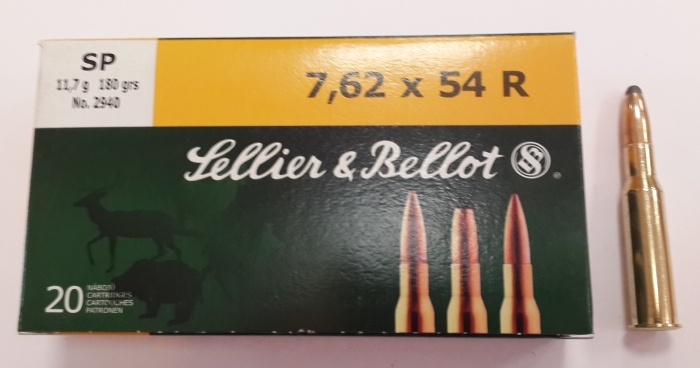 SP
11,7 g 180 grs
No. 2940
7,62 x 54 R
Sellier & Bellot
®
20
NÁBOJŮ
CARTRIDGES
CARTOUCHES
PATRONEN